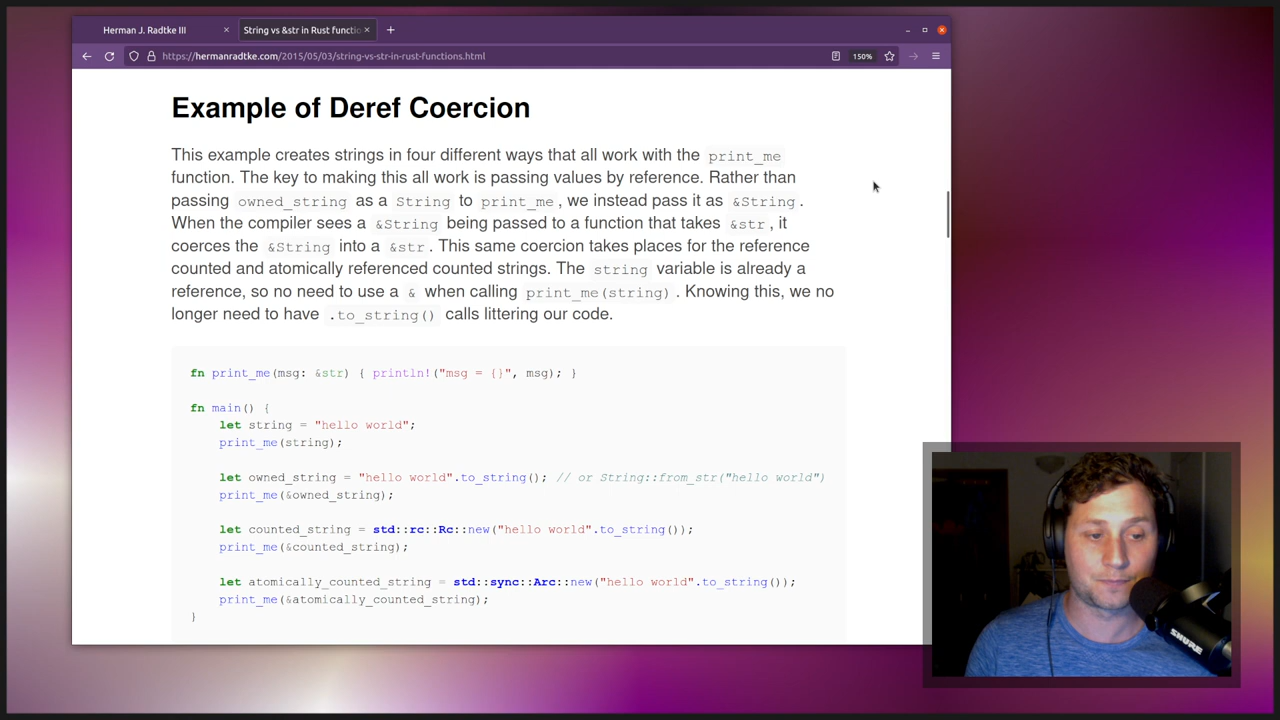 Herman J. Radtke III
String vs &str in Rust functio
https://hermanradtke.com/2015/05/03/string-vs-str-in-rust-functions.html
150%
Example of Deref Coercion
This example creates strings in four different ways that all work with the print_me
function. The key to making this all work is passing values by reference. Rather than
passing owned_string as a String to print_me, we instead pass it as &String.
When the compiler sees a &String being passed to a function that takes &str, it
coerces the &String into a &str. This same coercion takes places for the reference
counted and atomically referenced counted strings. The string variable is already a
reference, so no need to use a & when calling print_me(string). Knowing this, we no
longer need to have .to_string() calls littering our code.
fn print_me(msg: &str) { println!("msg = {}", msg); }
fn main() {
let string = "hello world";
print_me(string);
let owned_string = "hello world".to_string(); // or String::from_str("hello world")
print_me(&owned_string);
let counted_string = std::rc::Rc::new("hello world".to_string());
print_me(&counted_string);
let atomically_counted_string = std::sync::Arc::new("hello world".to_string());
print_me(&atomically_counted_string);
}
SHURE